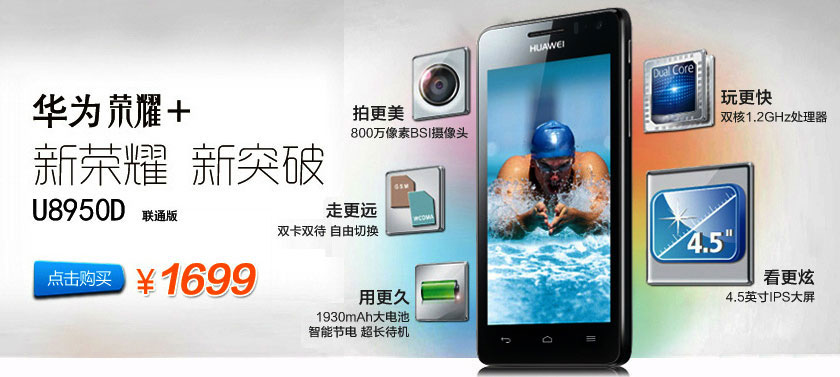 华为荣耀+
新荣耀 新突破
U8950D 联通版
点击购买 ¥1699
拍更美
800万像素BSI摄像头
GSM
WCDMA
走更远
双卡双待 自由切换
用更久
1930mAh大电池
智能节电 超长待机
HUAWEI
Dual Core
玩更快
双核1.2GHz处理器
4.5"
看更炫
4.5英寸IPS大屏